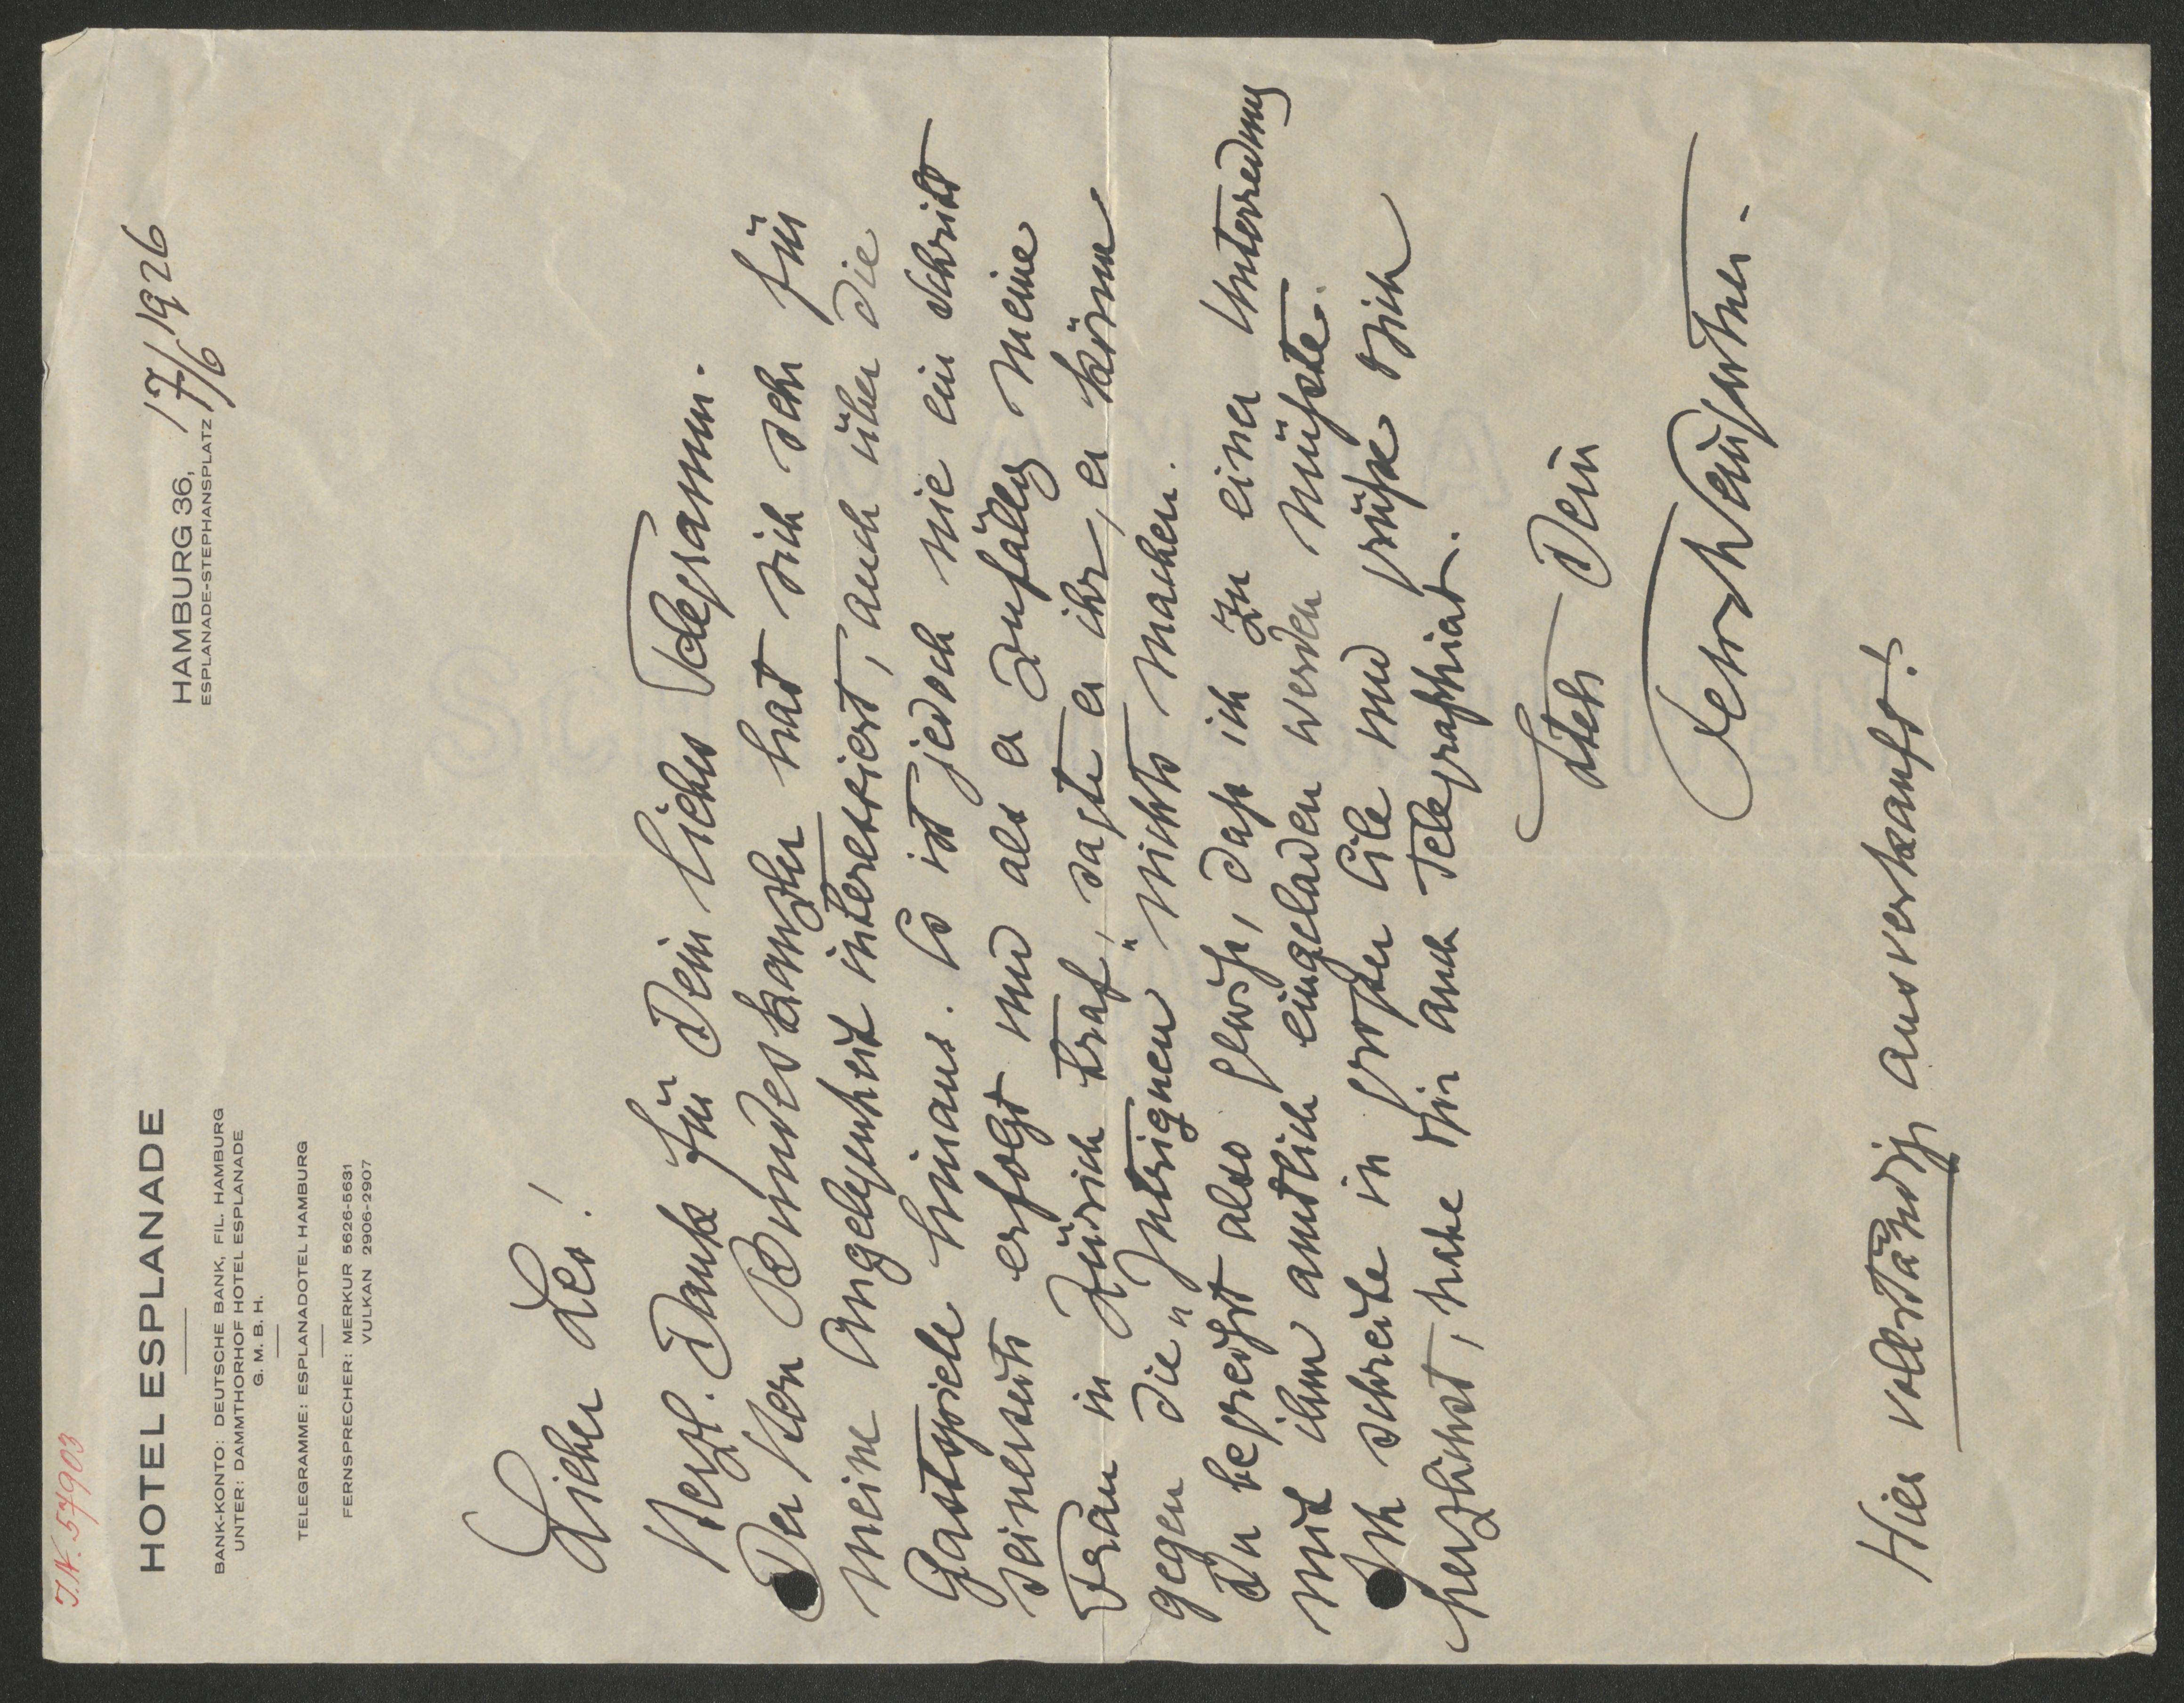 J.N. 57903
HOTEL ESPLANADE
BANK-KONTO: DEUTSCHE BANK, FIL. HAMBURG
UNTER: DAMMTHORHOF HOTEL ESPLANADE
G. M. B. H.
TELEGRAMME: ESPLANADOTEL HAMBURG
FERNSPRECHER: MERKUR 5626-5631
VULKAN 2906-2907
HAMBURG 36, 17/6 1926
ESPLANADE-STEPHANSPLATZ
Lieber Leo!
Herzl. Dank für Dein liebes Telegramm.
Der Herr Bundeskanzler hat sich sehr für
meine Angelegenheit interessiert, auch über die
Gastspiele hinaus. Es ist jedoch nie ein Schritt
seinerseits erfolgt und als er zufällig meine
Frau in Zürich traf, sagte er ihr, er könne
gegen die „Intrignen" nichts machen.
Du begreifst also gewiß, daß ich zu einer Unterredung
mit ihm amtlich eingeladen werden müßte.
Ich schreibe in großer Eile und grüße Dich
herzlichst, habe Dir auch telegraphiert.
Stets Dein
Hier vollständig ausverkauft!